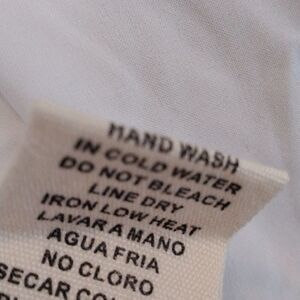 HAND WASH
IN COLD WATER
DO NOT BLEACH
LINE DRY
IRON LOW HEAT
LAVAR A MANO
AGUA FRIA
NO CLORO
SECAR